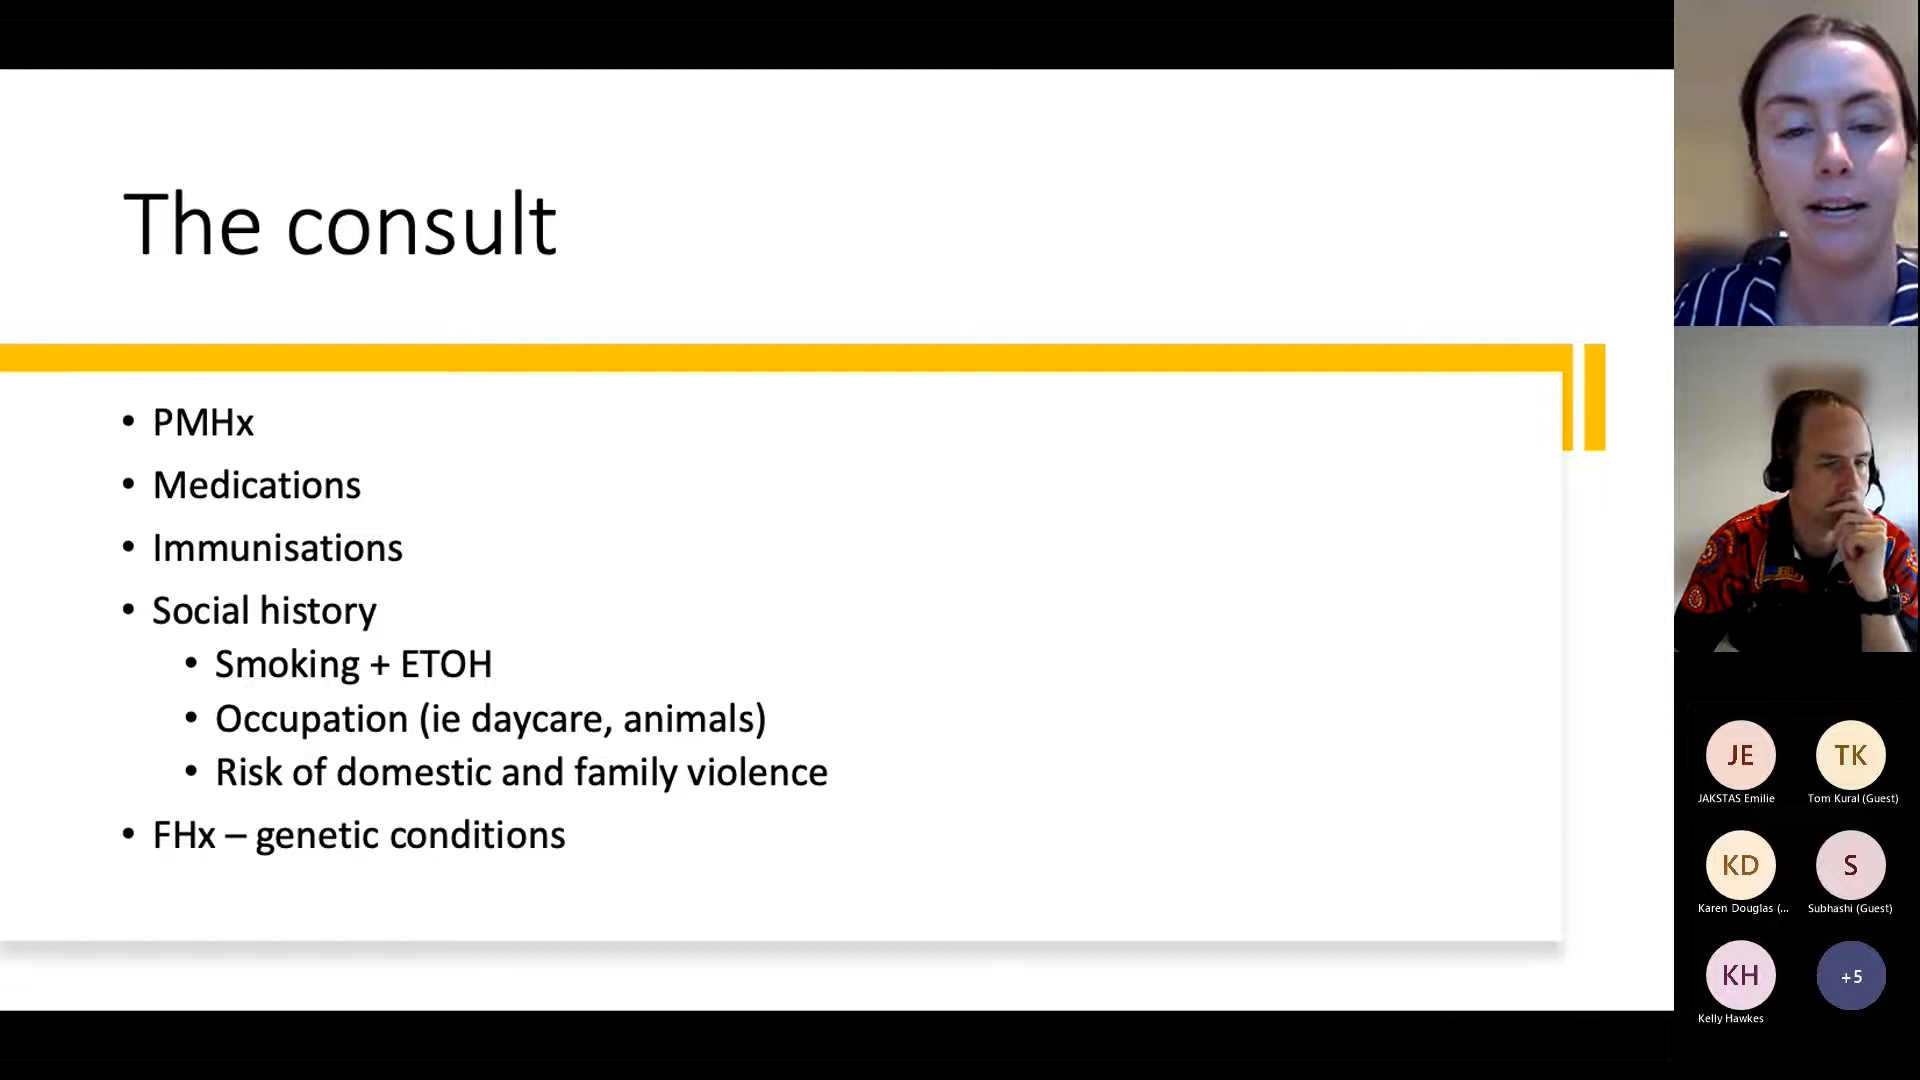 The consult
• PMHx
• Medications
• Immunisations
• Social history
• Smoking + ETOH
• Occupation (ie daycare, animals)
• Risk of domestic and family violence
• FHx – genetic conditions
JE
JAKSTAS Emilie
TK
Tom Kural (Guest)
KD
Karen Douglas (...
S
Subhashi (Guest)
KH
Kelly Hawkes
+5